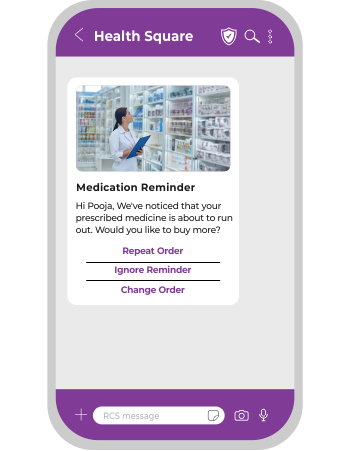 Health Square
Medication Reminder
Hi Pooja, We've noticed that your
prescribed medicine is about to run
out. Would you like to buy more?
Repeat Order
Ignore Reminder
Change Order
RCS message